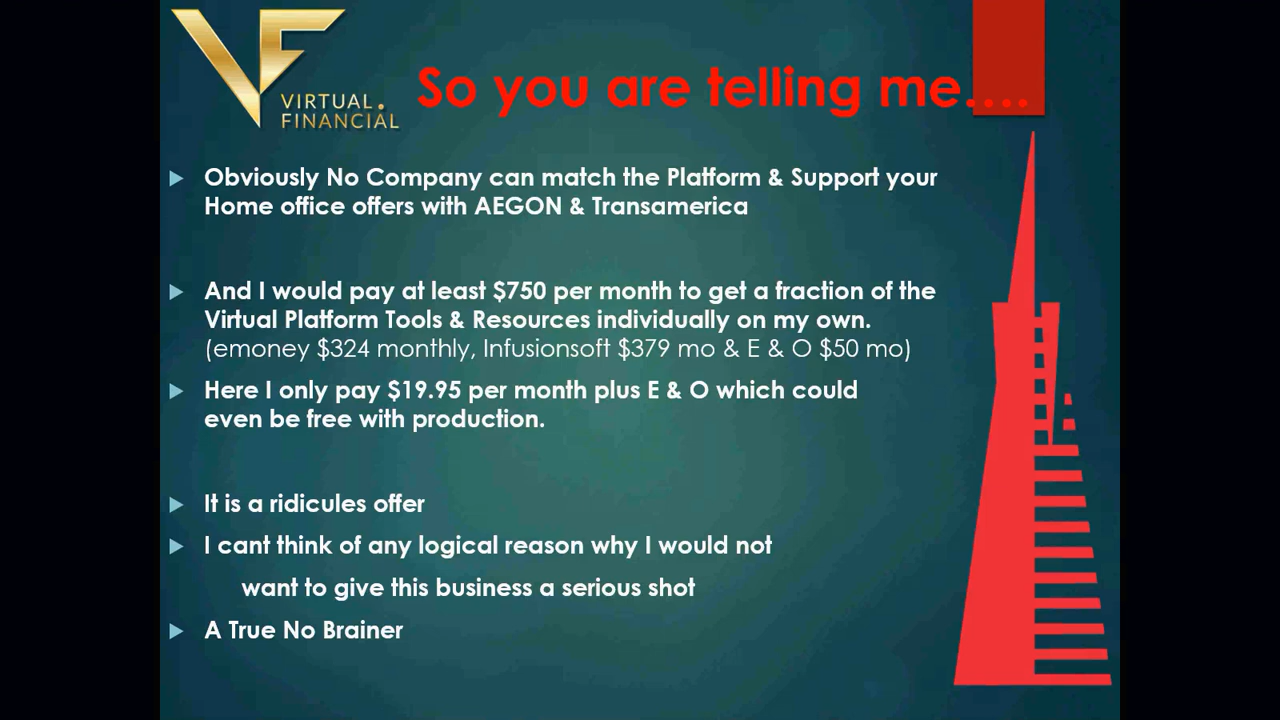 VIRTUAL.
FINANCIAL
So you are telling me....
Obviously No Company can match the Platform & Support your
Home office offers with AEGON & Transamerica
And I would pay at least $750 per month to get a fraction of the
Virtual Platform Tools & Resources individually on my own.
(emoney $324 monthly, Infusionsoft $379 mo & E & O $50 mo)
Here I only pay $19.95 per month plus E & O which could
even be free with production.
It is a ridicules offer
I cant think of any logical reason why I would not
want to give this business a serious shot
A True No Brainer